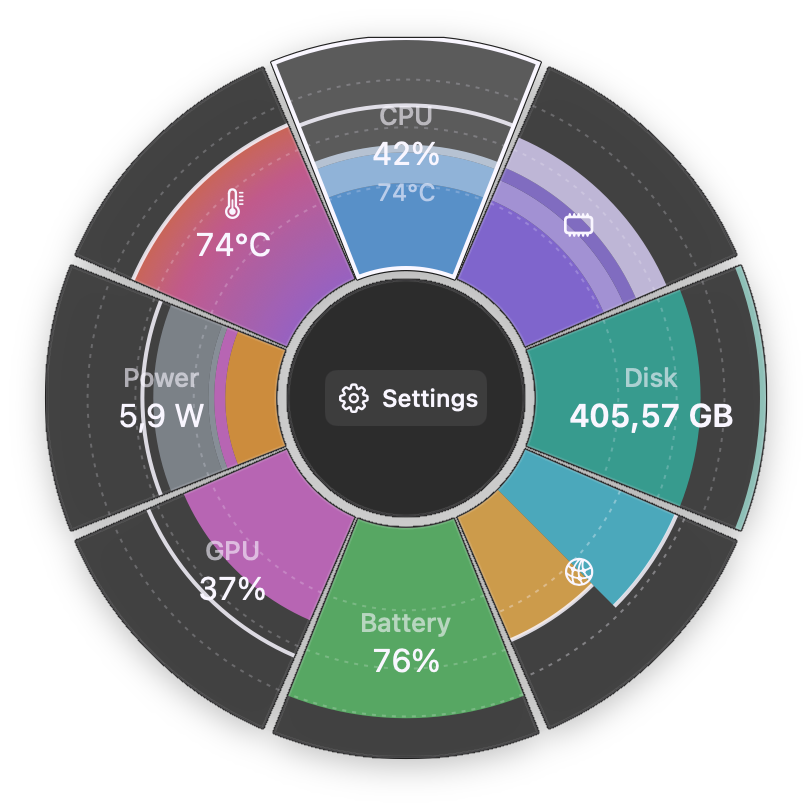 CPU
42%
74°C
74°C
Power
5,9 W
Settings
Disk
405,57 GB
GPU
37%
Battery
76%